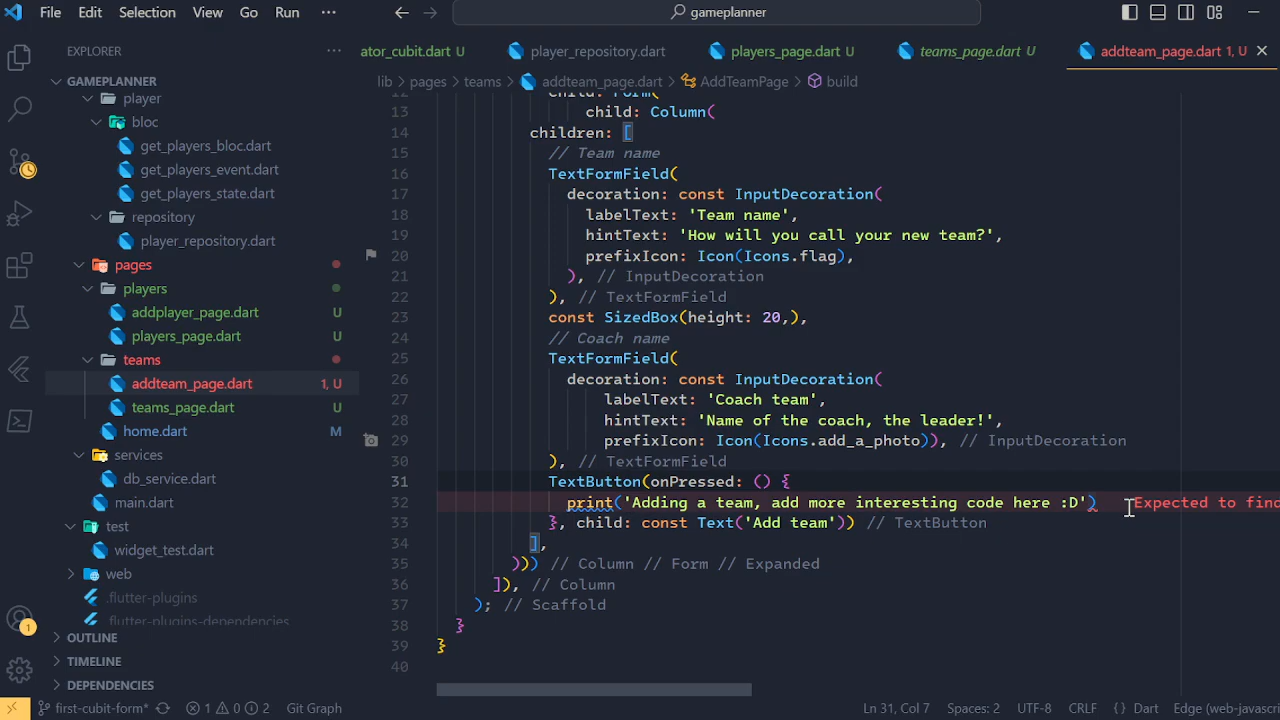 File Edit Selection View Go Run ··· gameplanner
EXPLORER ···
GAMEPLANNER
player
bloc
get_players_bloc.dart
get_players_event.dart
get_players_state.dart
repository
player_repository.dart
pages
players
addplayer_page.dart U
players_page.dart U
teams
addteam_page.dart 1, U
teams_page.dart U
home.dart M
services
db_service.dart
main.dart
test
widget_test.dart
web
.flutter-plugins
.flutter-plugins-dependencies
OUTLINE
TIMELINE
DEPENDENCIES
ator_cubit.dart U player_repository.dart players_page.dart U teams_page.dart U addteam_page.dart 1, U
lib > pages > teams > addteam_page.dart > AddTeamPage > build
12 child: Form(
13 child: Column(
14 children: [
15 // Team name
16 TextFormField(
17 decoration: const InputDecoration(
18 labelText: 'Team name',
19 hintText: 'How will you call your new team?',
20 prefixIcon: Icon(Icons.flag),
21 ), // InputDecoration
22 ), // TextFormField
23 const SizedBox(height: 20,),
24 // Coach name
25 TextFormField(
26 decoration: const InputDecoration(
27 labelText: 'Coach team',
28 hintText: 'Name of the coach, the leader!',
29 prefixIcon: Icon(Icons.add_a_photo)), // InputDecoration
30 ), // TextFormField
31 TextButton(onPressed: () {
32 print('Adding a team, add more interesting code here :D') Expected to find
33 }, child: const Text('Add team')) // TextButton
34 ],
35 ))) // Column // Form // Expanded
36 ]), // Column
37 ); // Scaffold
38 }
39 }
40
first-cubit-form* 1 0 2 Git Graph Ln 31, Col 7 Spaces: 2 UTF-8 CRLF {} Dart Edge (web-javascri